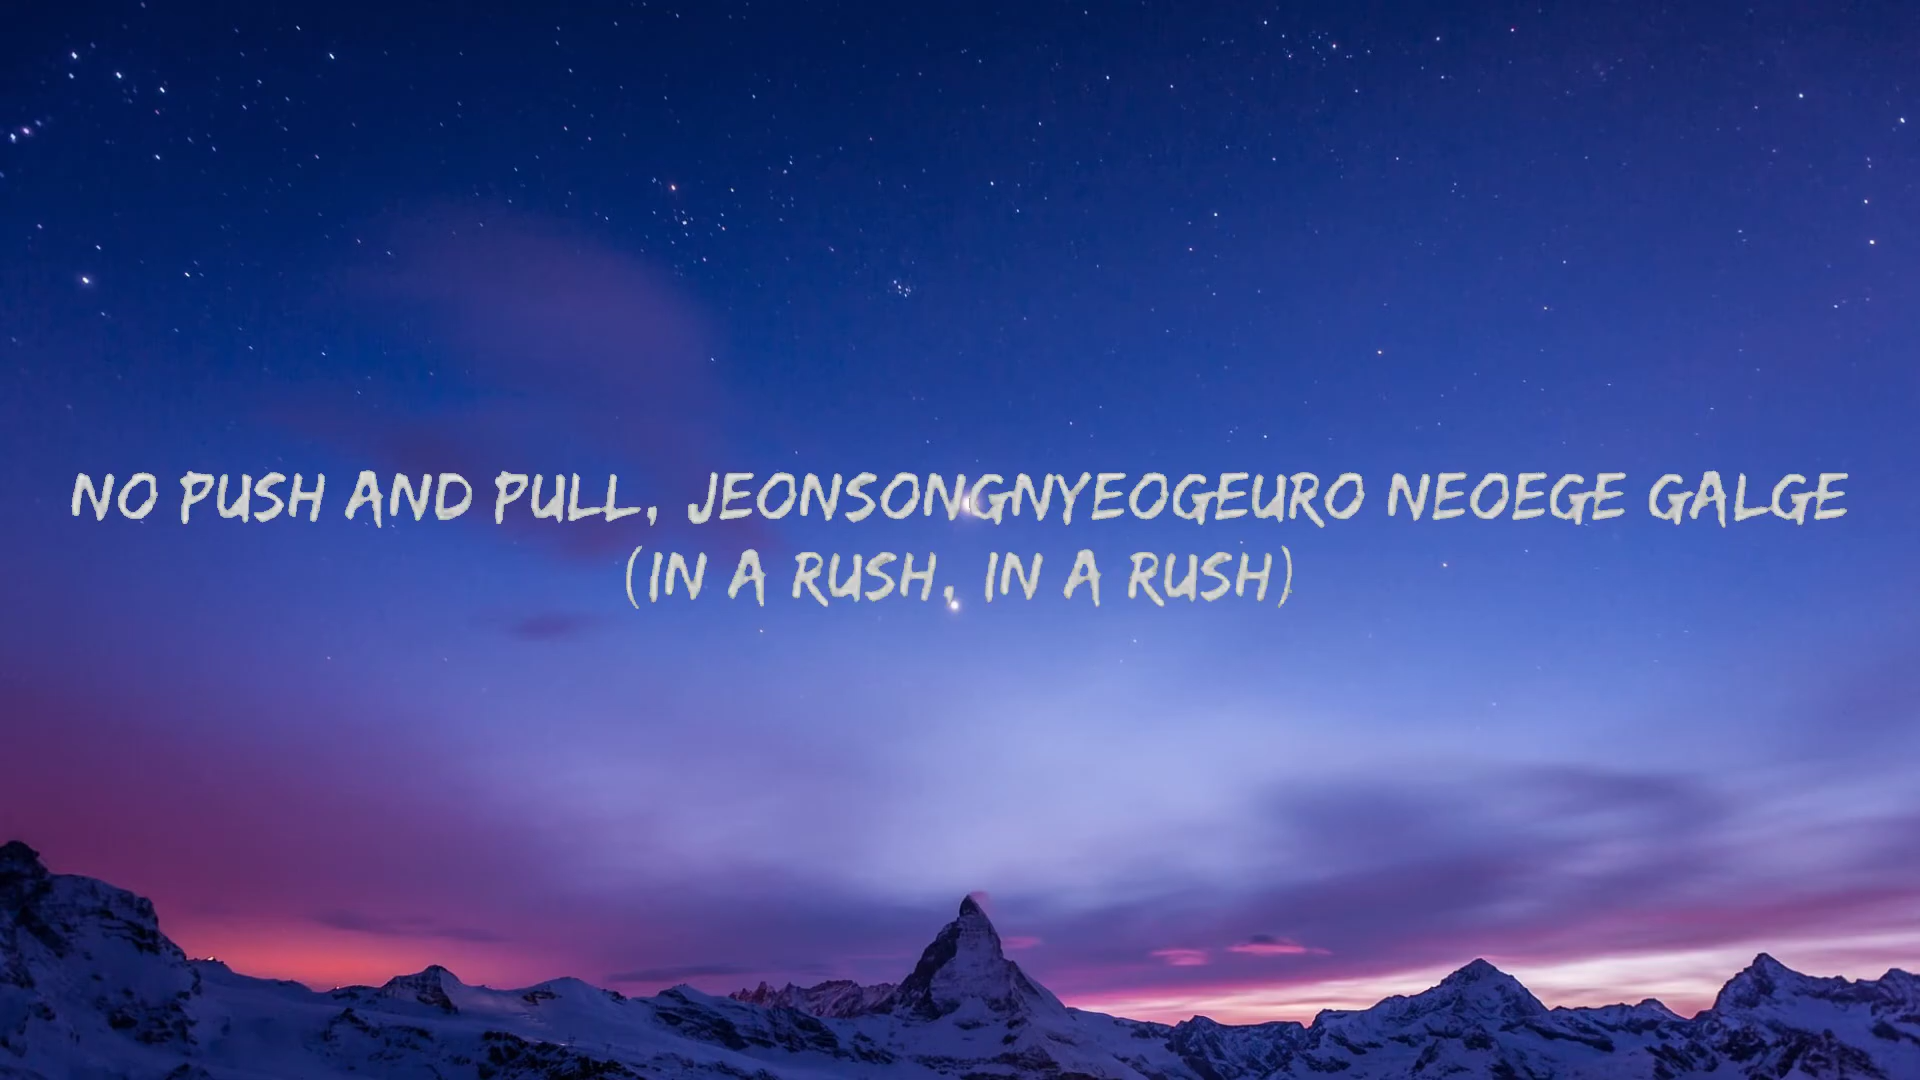 NO PUSH AND PULL, JEONSONGNYEOGEURO NEOEGE GALGE
(IN A RUSH, IN A RUSH)